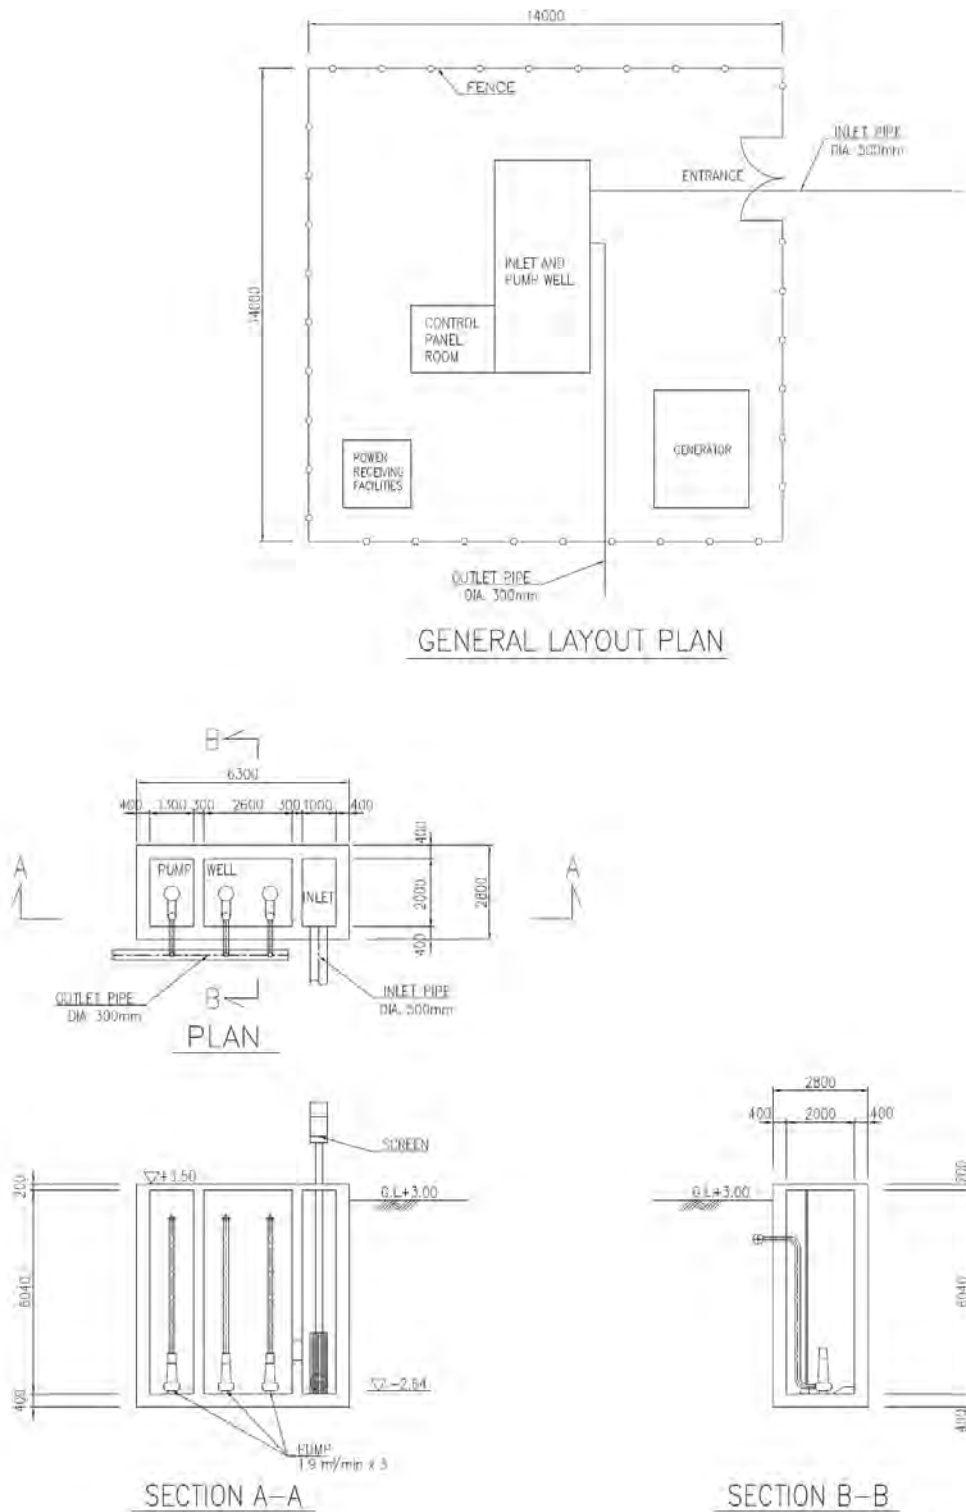 14000
FENCE
INLET PIPE
DIA. 500mm
ENTRANCE
14000
INLET AND
PUMP WELL
CONTROL
PANEL
ROOM
GENERATOR
POWER
RECEIVING
FACILITIES
OUTLET PIPE
DIA. 300mm
GENERAL LAYOUT PLAN
B
6300
400 1300 300 2600 300 1000 400
A
A
PUMP WELL
INLET
400
2000
2800
400
OUTLET PIPE
DIA. 300mm
B
INLET PIPE
DIA. 500mm
PLAN
SCREEN
+3.50
G.L+3.00
200
6040
400
-2.64
PUMP
1.9 m³/min x 3
SECTION A-A
2800
400 2000 400
G.L+3.00
200
6040
400
SECTION B-B